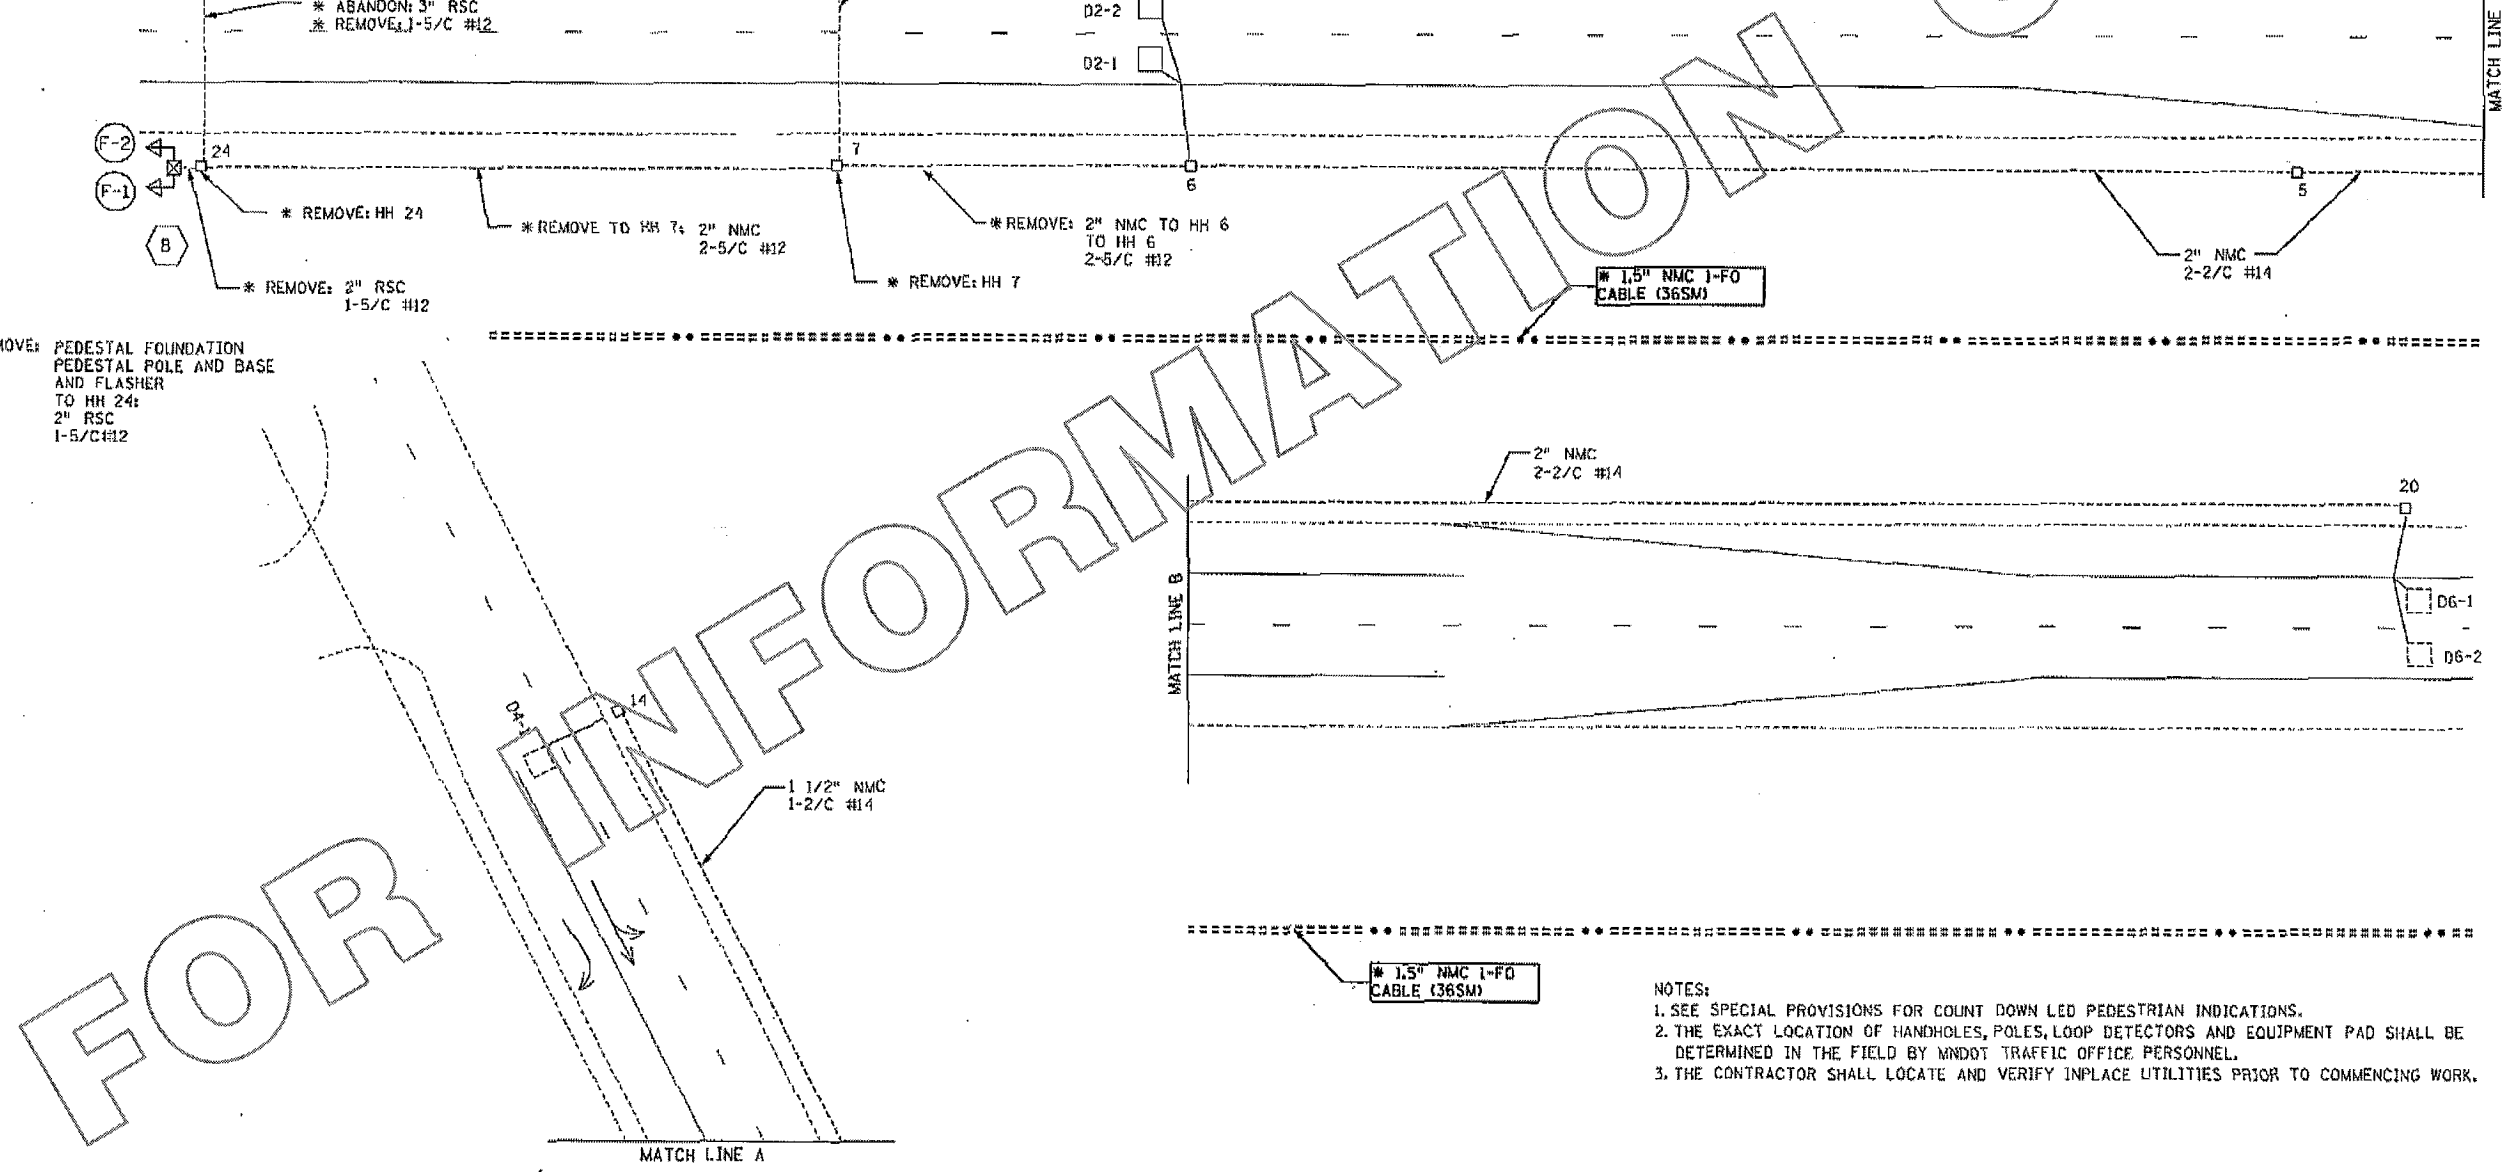 * ABANDON: 3" RSC
* REMOVE: 1-5/C #12
D2-2
D2-1
MATCH LINE
F-2
F-1
24
7
6
5
B
* REMOVE: HH 24
* REMOVE TO HH 7: 2" NMC
2-5/C #12
* REMOVE: 2" NMC TO HH 6
TO HH 6
2-5/C #12
* REMOVE: HH 7
* REMOVE: 2" RSC
1-5/C #12
* 1.5" NMC 1-FO
CABLE (36SM)
2" NMC
2-2/C #14
MOVE: PEDESTAL FOUNDATION
PEDESTAL POLE AND BASE
AND FLASHER
TO HH 24:
2" RSC
1-5/C#12
2" NMC
2-2/C #14
20
D6-1
D6-2
MATCH LINE B
14
1 1/2" NMC
1-2/C #14
FOR INFORMATION
* 1.5" NMC 1-FO
CABLE (36SM)
MATCH LINE A
NOTES:
1. SEE SPECIAL PROVISIONS FOR COUNT DOWN LED PEDESTRIAN INDICATIONS.
2. THE EXACT LOCATION OF HANDHOLES, POLES, LOOP DETECTORS AND EQUIPMENT PAD SHALL BE
DETERMINED IN THE FIELD BY MNDOT TRAFFIC OFFICE PERSONNEL.
3. THE CONTRACTOR SHALL LOCATE AND VERIFY INPLACE UTILITIES PRIOR TO COMMENCING WORK.